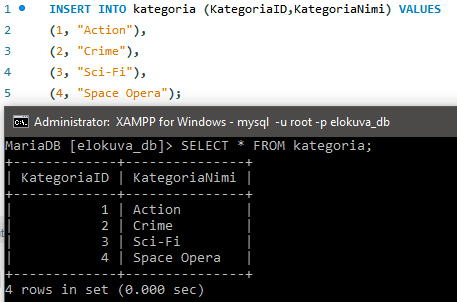 1 INSERT INTO kategoria (KategoriaID,KategoriaNimi) VALUES
2 (1, "Action"),
3 (2, "Crime"),
4 (3, "Sci-Fi"),
5 (4, "Space Opera");
Administrator: XAMPP for Windows - mysql -u root -p elokuva_db
MariaDB [elokuva_db]> SELECT * FROM kategoria;
+-------------+---------------+
| KategoriaID | KategoriaNimi |
+-------------+---------------+
|           1 | Action        |
|           2 | Crime         |
|           3 | Sci-Fi        |
|           4 | Space Opera   |
+-------------+---------------+
4 rows in set (0.000 sec)